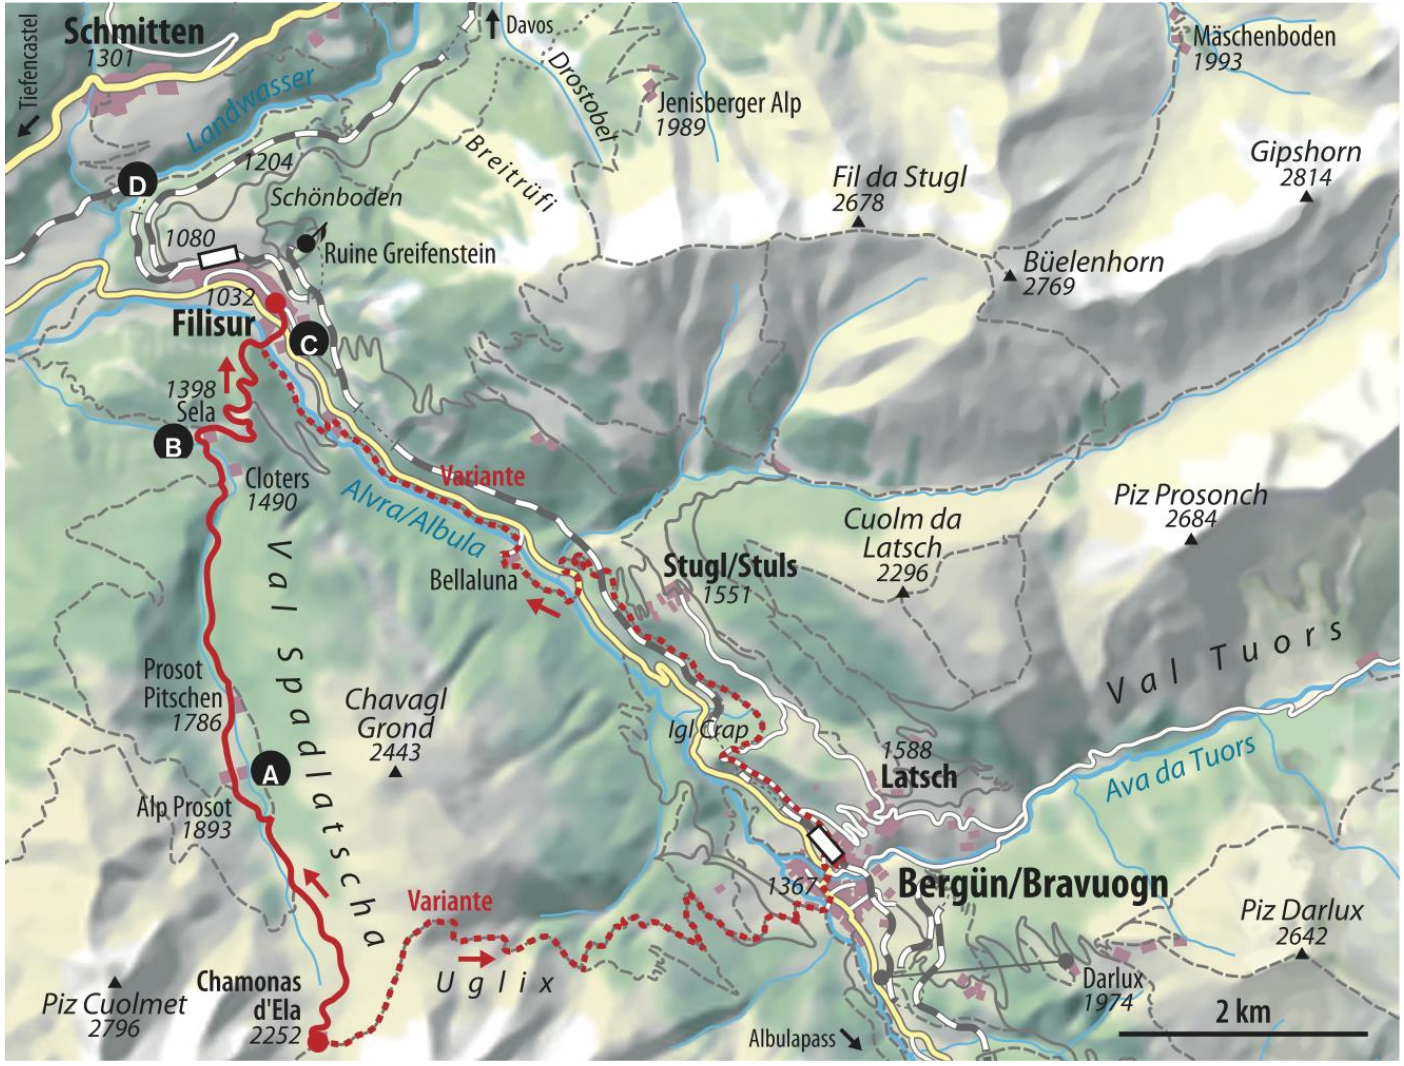 Schmitten
1301
Tiefencastel
Landwasser
Davos
Drostobel
Mäschenboden
1993
Jenisberger Alp
1989
Breitrüfi
1204
D
Schönboden
Fil da Stugl
2678
Gipshorn
2814
1080
Ruine Greifenstein
Büelenhorn
2769
1032
Filisur
C
1398
Sela
B
Cloters
1490
Variante
Alvra/Albula
Piz Prosonch
2684
Cuolm da
Latsch
2296
Bellaluna
Stugl/Stuls
1551
Val Spadlatscha
Val Tuors
Prosot
Pitschen
1786
Chavagl
Grond
2443
Igl Crap
1588
Latsch
Ava da Tuors
A
Alp Prosot
1893
Variante
1367
Bergün/Bravuogn
Piz Darlux
2642
Uglix
Chamonas
d'Ela
2252
Piz Cuolmet
2796
Darlux
1974
2 km
Albulapass